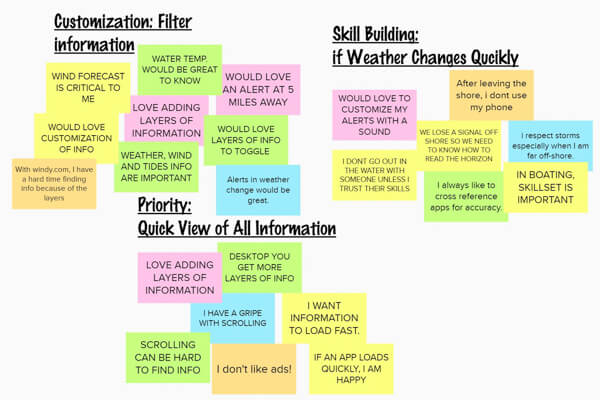 Customization: Filter
information
WATER TEMP.
WOULD BE GREAT
TO KNOW
WIND FORECAST
IS CRITICAL TO
ME
WOULD LOVE
AN ALERT AT 5
MILES AWAY
LOVE ADDING
LAYERS OF
INFORMATION
WOULD LOVE
CUSTOMIZATION
OF INFO
WOULD LOVE
LAYERS OF INFO
TO TOGGLE
WEATHER, WIND
AND TIDES INFO
ARE IMPORTANT
With windy.com, I have
a hard time finding
info because of the
layers
Alerts in weather
change would be
great.
Skill Building:
if Weather Changes Qucikly
After leaving the
shore, i dont use
my phone
WOULD LOVE TO
CUSTOMIZE MY
ALERTS WITH A
SOUND
WE LOSE A SIGNAL OFF
SHORE SO WE NEED
TO KNOW HOW TO
READ THE HORIZON
I respect storms
especially when I am
far off-shore.
I DONT GO OUT IN
THE WATER WITH
SOMEONE UNLESS I
TRUST THEIR SKILLS
I always like to
cross reference
apps for accuracy.
IN BOATING,
SKILLSET IS
IMPORTANT
Priority:
Quick View of All Information
LOVE ADDING
LAYERS OF
INFORMATION
DESKTOP YOU
GET MORE
LAYERS OF INFO
I HAVE A GRIPE
WITH SCROLLING
I WANT
INFORMATION
TO LOAD FAST.
SCROLLING
CAN BE HARD
TO FIND INFO
I don't like ads!
IF AN APP LOADS
QUICKLY, I AM
HAPPY